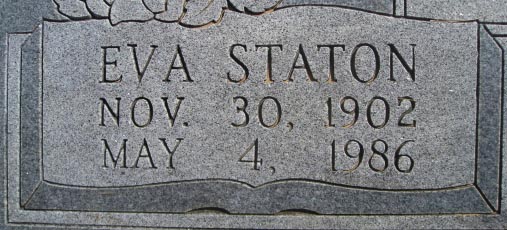 EVA STATON
NOV. 30, 1902
MAY 4, 1986